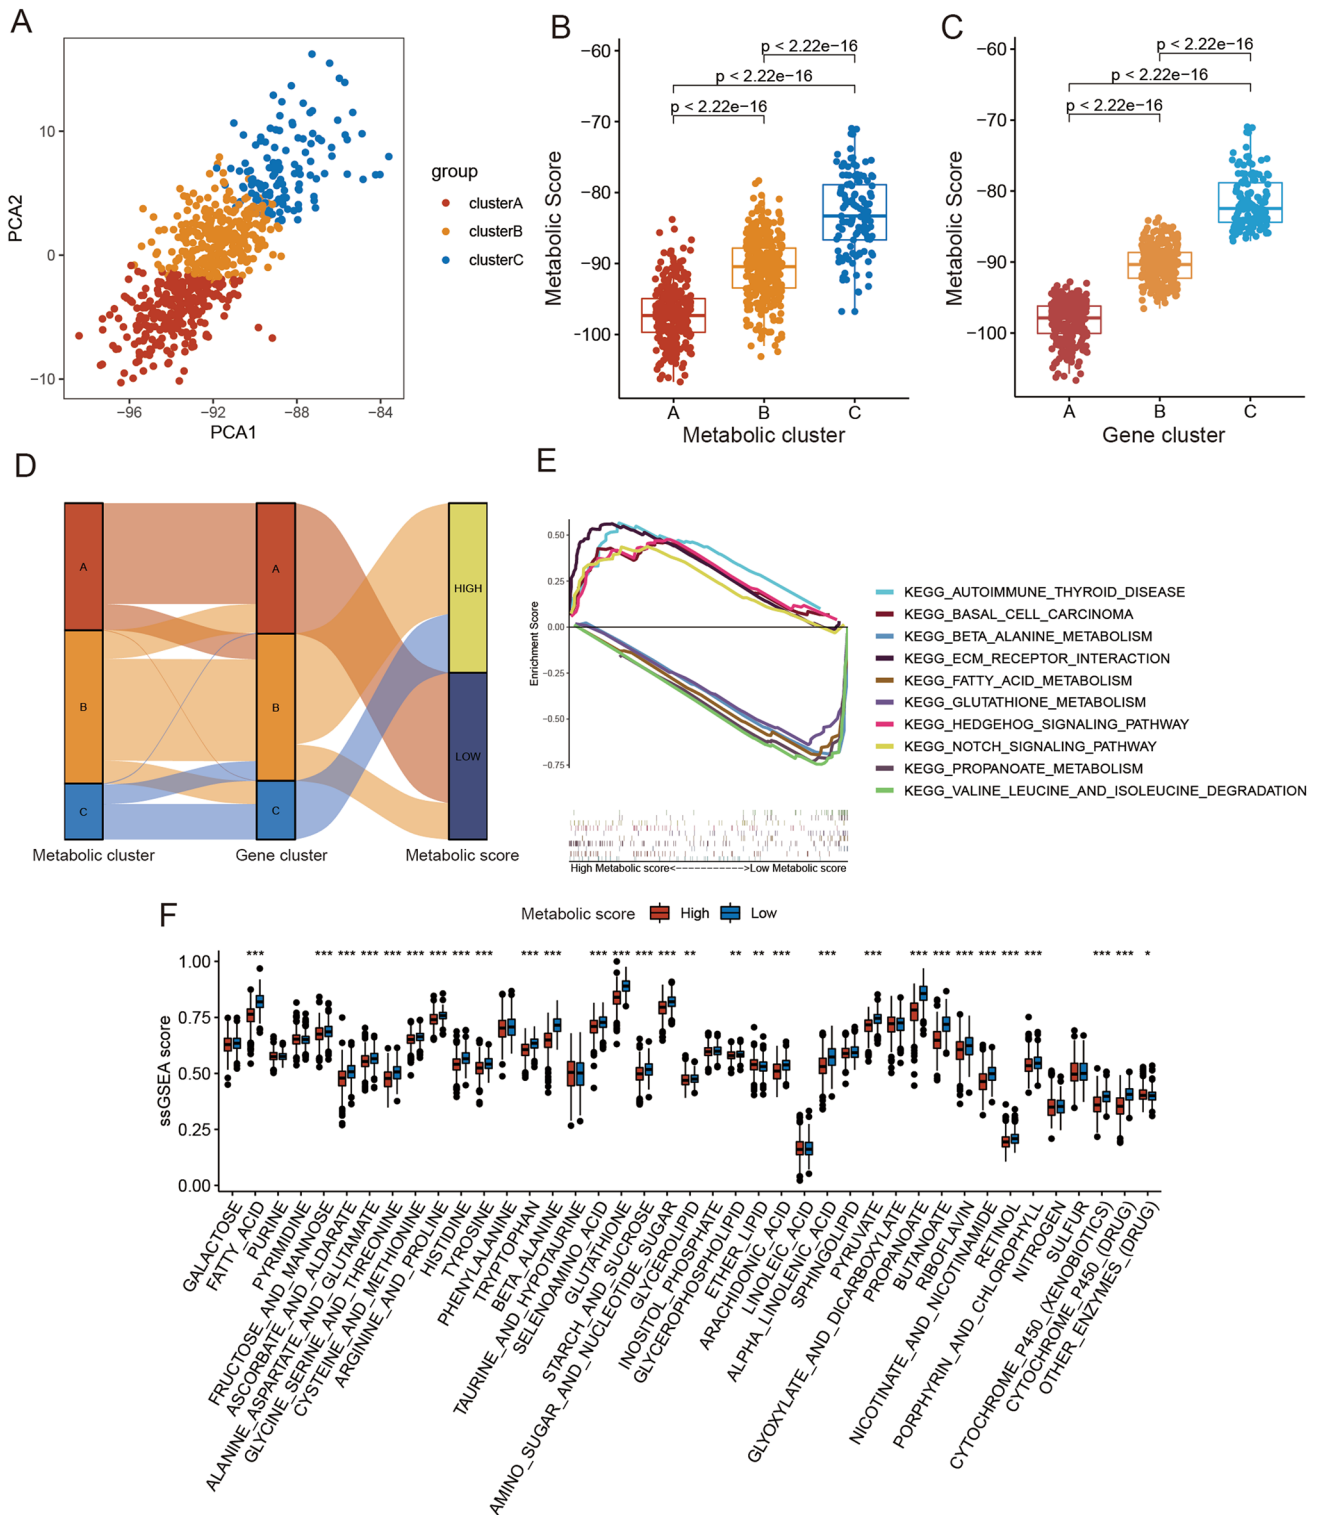 A
10
0
−10
−96
−92
−88
−84
PCA2
PCA1
group
clusterA
clusterB
clusterC
B
−60
−70
−80
−90
−100
Metabolic Score
p < 2.22e−16
p < 2.22e−16
p < 2.22e−16
A
B
C
Metabolic cluster
C
−60
−70
−80
−90
−100
Metabolic Score
p < 2.22e−16
p < 2.22e−16
p < 2.22e−16
A
B
C
Gene cluster
D
A
B
C
A
B
C
HIGH
LOW
Metabolic cluster
Gene cluster
Metabolic score
E
0.50
0.25
0.00
−0.25
−0.50
−0.75
Enrichment Score
High Metabolic score<-------------->Low Metabolic score
KEGG_AUTOIMMUNE_THYROID_DISEASE
KEGG_BASAL_CELL_CARCINOMA
KEGG_BETA_ALANINE_METABOLISM
KEGG_ECM_RECEPTOR_INTERACTION
KEGG_FATTY_ACID_METABOLISM
KEGG_GLUTATHIONE_METABOLISM
KEGG_HEDGEHOG_SIGNALING_PATHWAY
KEGG_NOTCH_SIGNALING_PATHWAY
KEGG_PROPANOATE_METABOLISM
KEGG_VALINE_LEUCINE_AND_ISOLEUCINE_DEGRADATION
F
Metabolic score
High
Low
1.00
0.75
0.50
0.25
0.00
ssGSEA score
*** *** *** *** *** *** *** *** *** *** *** *** *** *** ** ** ** *** *** *** *** *** *** *** *** *** *** *** *
GALACTOSE
FATTY_ACID
PURINE
PYRIMIDINE
FRUCTOSE_AND_MANNOSE
ASCORBATE_AND_ALDARATE
ALANINE_ASPARTATE_AND_GLUTAMATE
GLYCINE_SERINE_AND_THREONINE
CYSTEINE_AND_METHIONINE
ARGININE_AND_PROLINE
HISTIDINE
TYROSINE
PHENYLALANINE
TRYPTOPHAN
BETA_ALANINE
TAURINE_AND_HYPOTAURINE
SELENOAMINO_ACID
GLUTATHIONE
STARCH_AND_SUCROSE
AMINO_SUGAR_AND_NUCLEOTIDE_SUGAR
GLYCEROLIPID
INOSITOL_PHOSPHATE
GLYCEROPHOSPHOLIPID
ETHER_LIPID
ARACHIDONIC_ACID
LINOLEIC_ACID
ALPHA_LINOLENIC_ACID
SPHINGOLIPID
PYRUVATE
GLYOXYLATE_AND_DICARBOXYLATE
PROPANOATE
BUTANOATE
RIBOFLAVIN
NICOTINATE_AND_NICOTINAMIDE
RETINOL
PORPHYRIN_AND_CHLOROPHYLL
NITROGEN
SULFUR
CYTOCHROME_P450_(XENOBIOTICS)
CYTOCHROME_P450_(DRUG)
OTHER_ENZYMES_(DRUG)